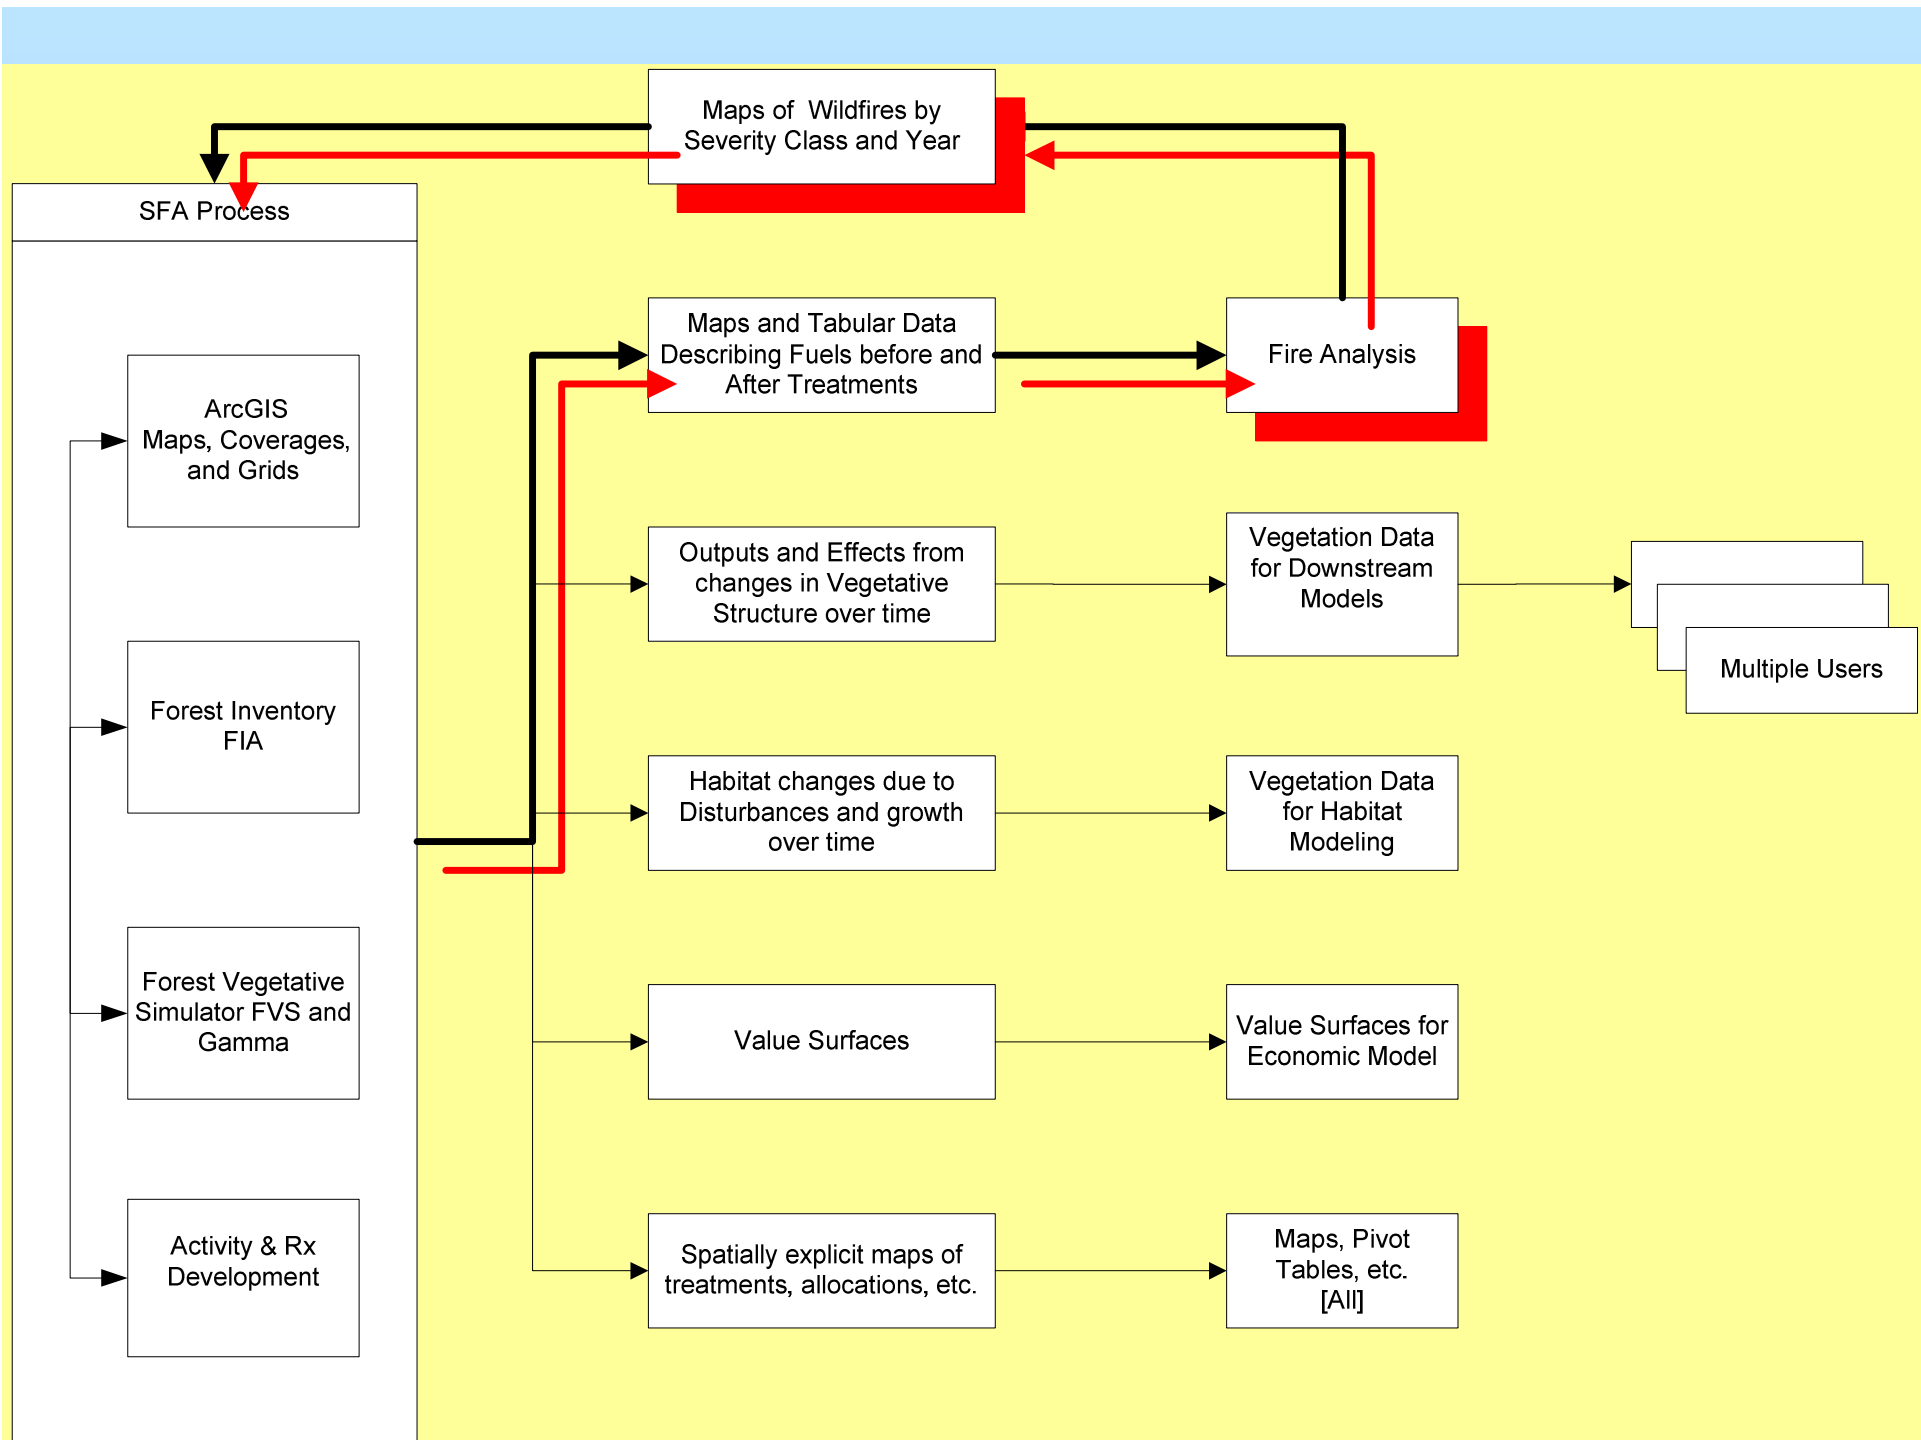 Maps of Wildfires by
Severity Class and Year
SFA Process
ArcGIS
Maps, Coverages,
and Grids
Forest Inventory
FIA
Forest Vegetative
Simulator FVS and
Gamma
Activity & Rx
Development
Maps and Tabular Data
Describing Fuels before and
After Treatments
Fire Analysis
Outputs and Effects from
changes in Vegetative
Structure over time
Vegetation Data
for Downstream
Models
Multiple Users
Habitat changes due to
Disturbances and growth
over time
Vegetation Data
for Habitat
Modeling
Value Surfaces
Value Surfaces for
Economic Model
Spatially explicit maps of
treatments, allocations, etc.
Maps, Pivot
Tables, etc.
[All]